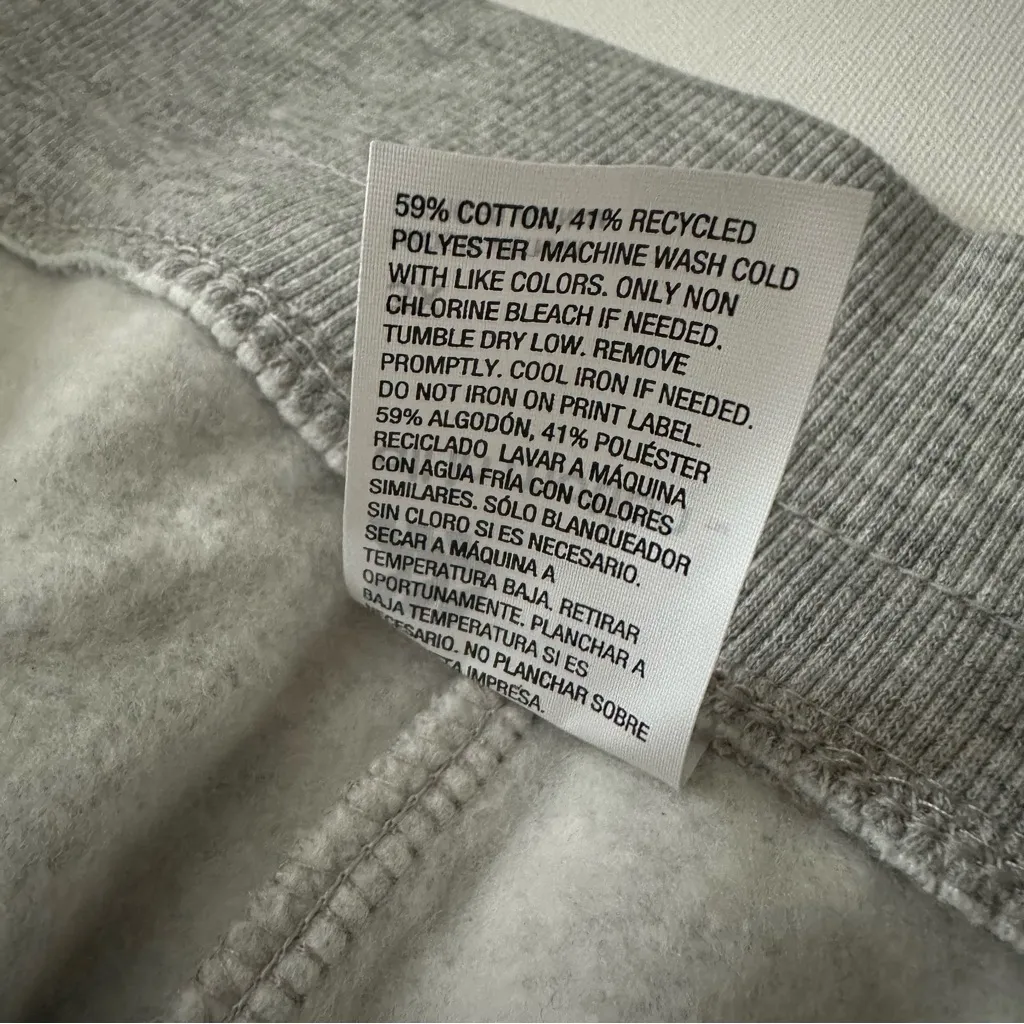 59% COTTON, 41% RECYCLED
POLYESTER MACHINE WASH COLD
WITH LIKE COLORS. ONLY NON
CHLORINE BLEACH IF NEEDED.
TUMBLE DRY LOW. REMOVE
PROMPTLY. COOL IRON IF NEEDED.
DO NOT IRON ON PRINT LABEL.
59% ALGODÓN, 41% POLIÉSTER
RECICLADO LAVAR A MÁQUINA
CON AGUA FRÍA CON COLORES
SIMILARES. SÓLO BLANQUEADOR
SIN CLORO SI ES NECESARIO.
SECAR A MÁQUINA A
TEMPERATURA BAJA. RETIRAR
OPORTUNAMENTE. PLANCHAR A
BAJA TEMPERATURA SI ES
NECESARIO. NO PLANCHAR SOBRE
IMPRESA.